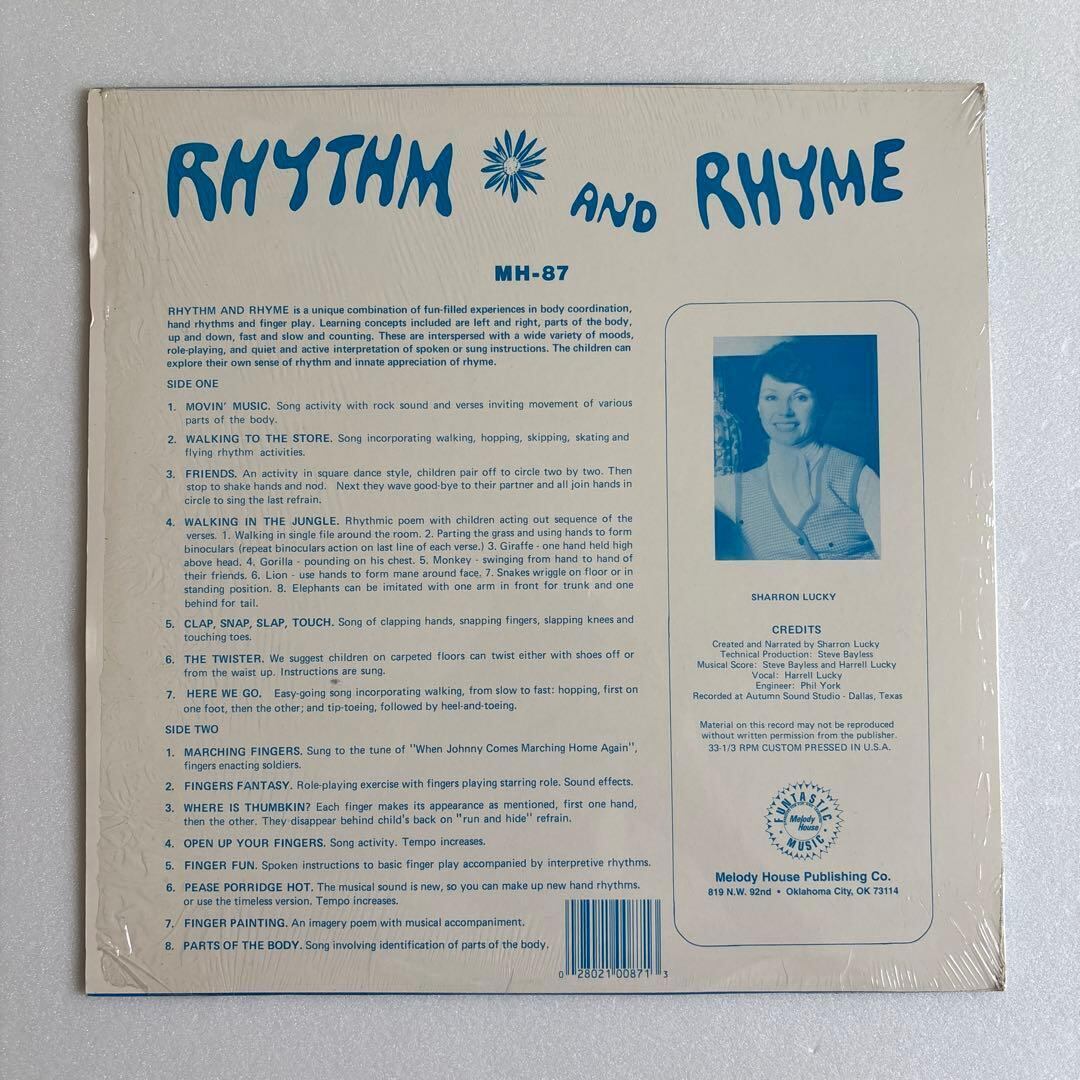 RHYTHM AND RHYME
MH-87
RHYTHM AND RHYME is a unique combination of fun-filled experiences in body coordination,
hand rhythms and finger play. Learning concepts included are left and right, parts of the body,
up and down, fast and slow and counting. These are interspersed with a wide variety of moods,
role-playing, and quiet and active interpretation of spoken or sung instructions. The children can
explore their own sense of rhythm and innate appreciation of rhyme.
SIDE ONE
1. MOVIN' MUSIC. Song activity with rock sound and verses inviting movement of various
parts of the body.
2. WALKING TO THE STORE. Song incorporating walking, hopping, skipping, skating and
flying rhythm activities.
3. FRIENDS. An activity in square dance style, children pair off to circle two by two. Then
stop to shake hands and nod. Next they wave good-bye to their partner and all join hands in
circle to sing the last refrain.
4. WALKING IN THE JUNGLE. Rhythmic poem with children acting out sequence of the
verses. 1. Walking in single file around the room. 2. Parting the grass and using hands to form
binoculars (repeat binoculars action on last line of each verse.) 3. Giraffe - one hand held high
above head. 4. Gorilla - pounding on his chest. 5. Monkey - swinging from hand to hand of
their friends. 6. Lion - use hands to form mane around face. 7. Snakes wriggle on floor or in
standing position. 8. Elephants can be imitated with one arm in front for trunk and one
behind for tail.
5. CLAP, SNAP, SLAP, TOUCH. Song of clapping hands, snapping fingers, slapping knees and
touching toes.
6. THE TWISTER. We suggest children on carpeted floors can twist either with shoes off or
from the waist up. Instructions are sung.
7. HERE WE GO. Easy-going song incorporating walking, from slow to fast: hopping, first on
one foot, then the other; and tip-toeing, followed by heel-and-toeing.
SIDE TWO
1. MARCHING FINGERS. Sung to the tune of "When Johnny Comes Marching Home Again",
fingers enacting soldiers.
2. FINGERS FANTASY. Role-playing exercise with fingers playing starring role. Sound effects.
3. WHERE IS THUMBKIN? Each finger makes its appearance as mentioned, first one hand,
then the other. They disappear behind child's back on "run and hide" refrain.
4. OPEN UP YOUR FINGERS. Song activity. Tempo increases.
5. FINGER FUN. Spoken instructions to basic finger play accompanied by interpretive rhythms.
6. PEASE PORRIDGE HOT. The musical sound is new, so you can make up new hand rhythms.
or use the timeless version. Tempo increases.
7. FINGER PAINTING. An imagery poem with musical accompaniment.
8. PARTS OF THE BODY. Song involving identification of parts of the body.
0 28021 00871 3
SHARRON LUCKY
CREDITS
Created and Narrated by Sharron Lucky
Technical Production: Steve Bayless
Musical Score: Steve Bayless and Harrell Lucky
Vocal: Harrell Lucky
Engineer: Phil York
Recorded at Autumn Sound Studio - Dallas, Texas
Material on this record may not be reproduced
without written permission from the publisher.
33-1/3 RPM CUSTOM PRESSED IN U.S.A.
FUNTASTIC
Melody
House
MUSIC
Melody House Publishing Co.
819 N.W. 92nd • Oklahoma City, OK 73114